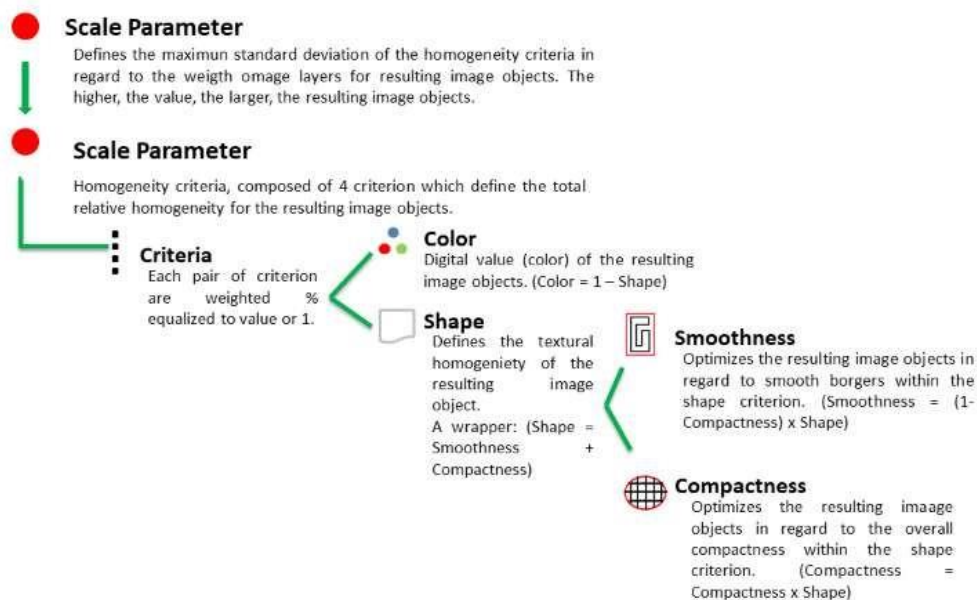 Scale Parameter
Defines the maximun standard deviation of the homogeneity criteria in
regard to the weigth omage layers for resulting image objects. The
higher, the value, the larger, the resulting image objects.
Scale Parameter
Homogeneity criteria, composed of 4 criterion which define the total
relative homogeneity for the resulting image objects.
Criteria
Each pair of criterion
are weighted %
equalized to value or 1.
Color
Digital value (color) of the resulting
image objects. (Color = 1 – Shape)
Shape
Defines the textural
homogeniety of the
resulting image
object.
A wrapper: (Shape =
Smoothness +
Compactness)
Smoothness
Optimizes the resulting image objects in
regard to smooth borgers within the
shape criterion. (Smoothness = (1-
Compactness) x Shape)
Compactness
Optimizes the resulting imaage
objects in regard to the overall
compactness within the shape
criterion. (Compactness =
Compactness x Shape)